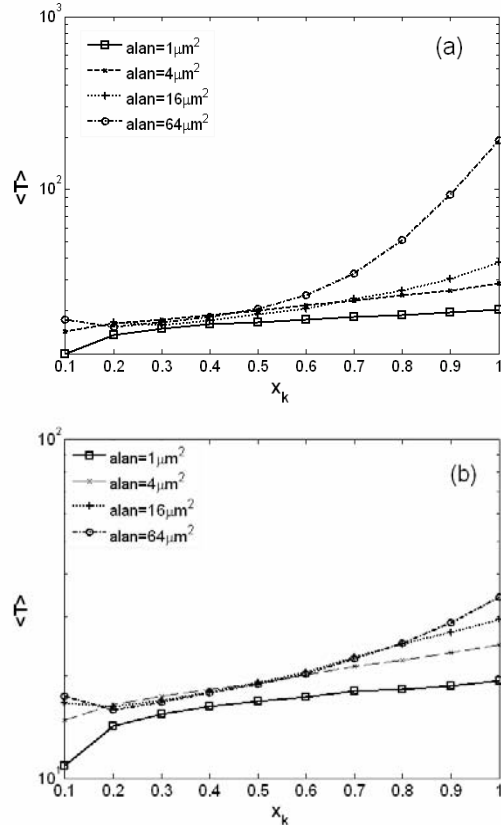 10³
(a)
alan=1μm²
alan=4μm²
alan=16μm²
alan=64μm²
<T>
10²
0.1 0.2 0.3 0.4 0.5 0.6 0.7 0.8 0.9 1
x_k
10²
(b)
alan=1μm²
alan=4μm²
alan=16μm²
alan=64μm²
<T>
10¹
0.1 0.2 0.3 0.4 0.5 0.6 0.7 0.8 0.9 1
x_k